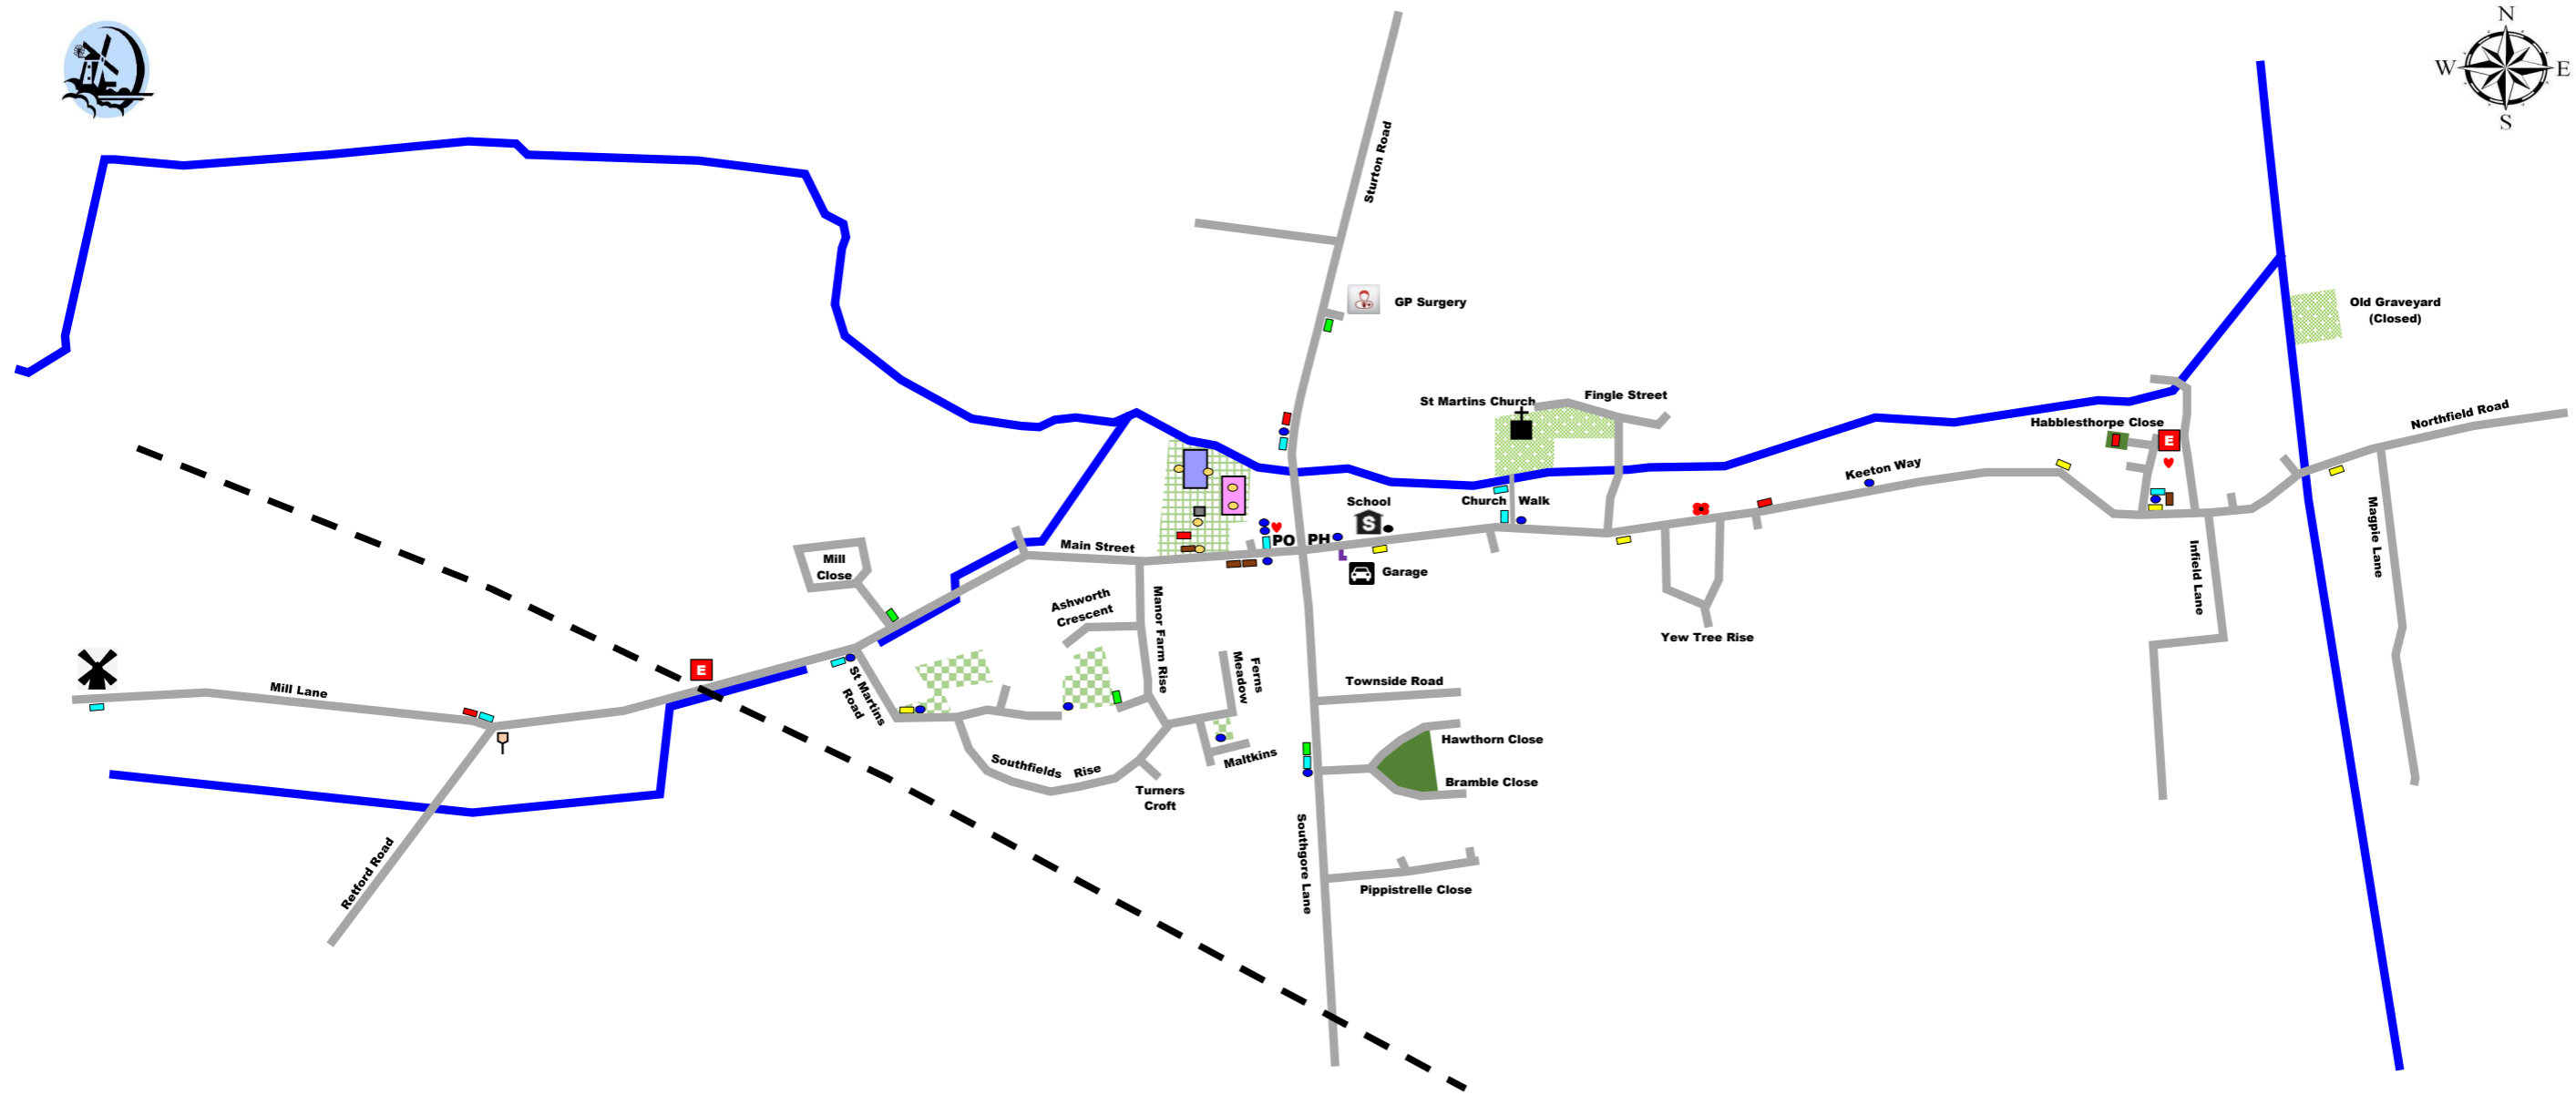 N
W
E
S
Sturton Road
GP Surgery
Old Graveyard
(Closed)
St Martins Church
Fingle Street
Habblesthorpe Close
Northfield Road
E
Keeton Way
Church Walk
School
S
Magpie Lane
PO
PH
Main Street
Mill
Close
Garage
Infield Lane
Ashworth
Crescent
Manor Farm Rise
Yew Tree Rise
E
Mill Lane
St Martins
Road
Ferns
Meadow
Townside Road
Hawthorn Close
Maltkins
Southfields Rise
Bramble Close
Turners
Croft
Retford Road
Southgore Lane
Pippistrelle Close